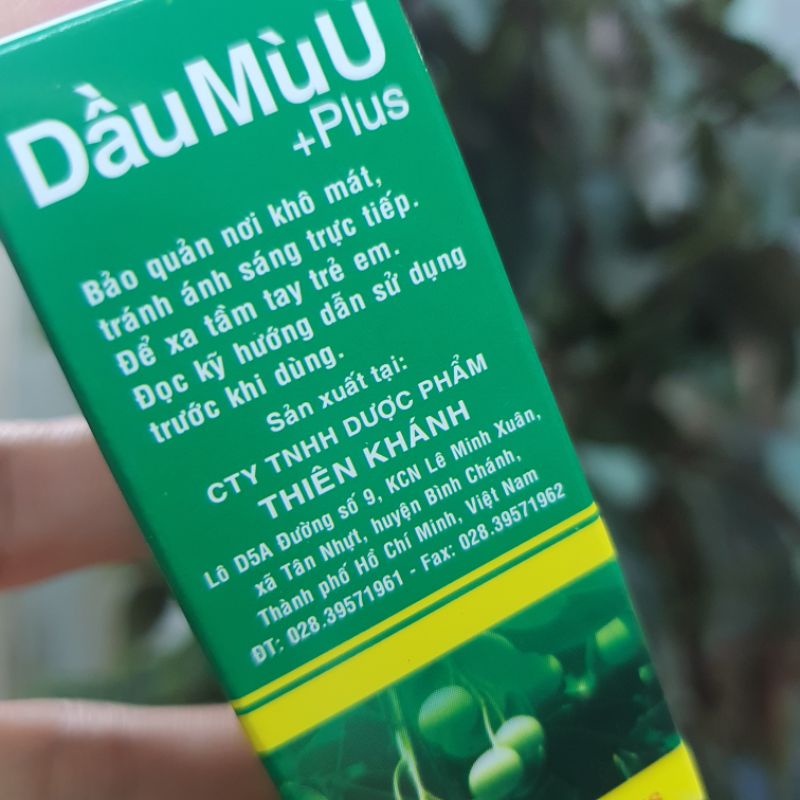 Dầu Mù U
+Plus
Bảo quản nơi khô mát,
tránh ánh sáng trực tiếp.
Để xa tầm tay trẻ em.
Đọc kỹ hướng dẫn sử dụng
trước khi dùng.
Sản xuất tại:
CTY TNHH DƯỢC PHẨM
THIÊN KHÁNH
Lô D5A Đường số 9, KCN Lê Minh Xuân,
xã Tân Nhựt, huyện Bình Chánh,
Thành phố Hồ Chí Minh, Việt Nam
ĐT: 028.39571961 - Fax: 028.39571962